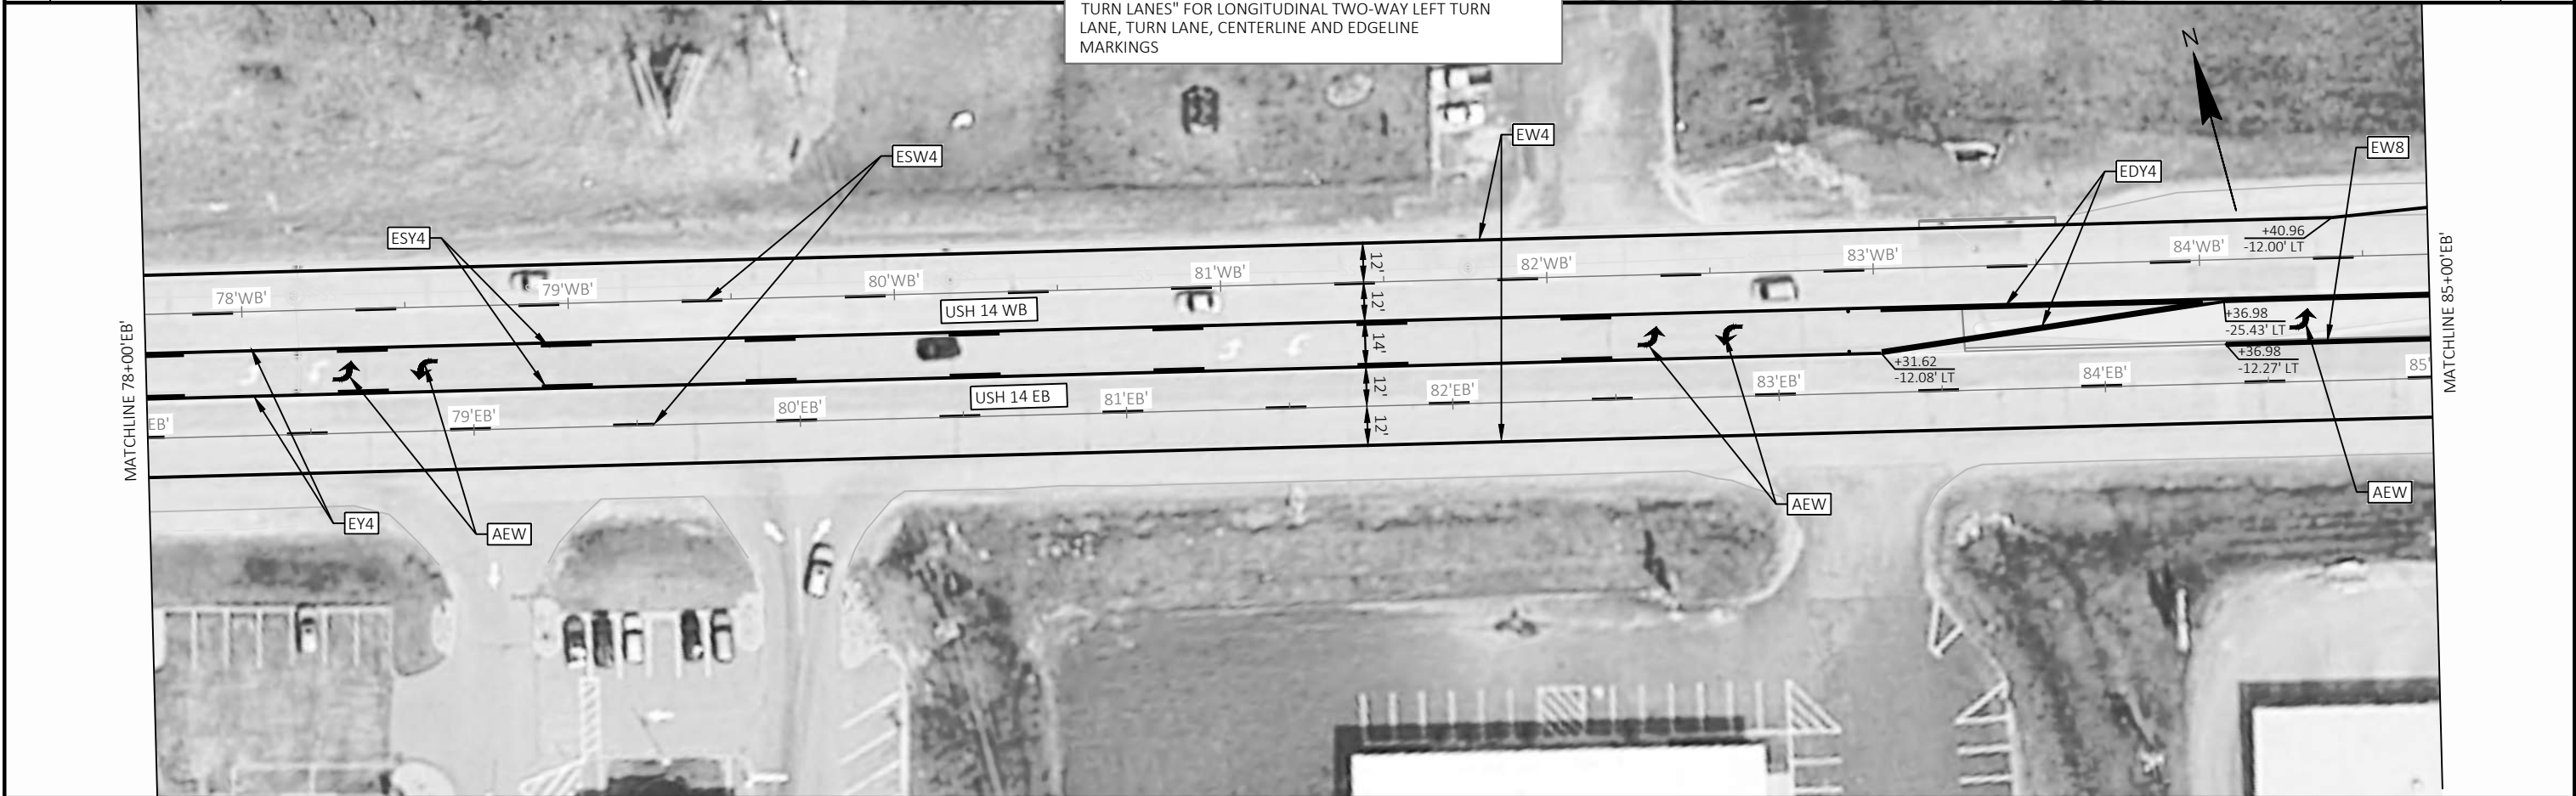 TURN LANES" FOR LONGITUDINAL TWO-WAY LEFT TURN
LANE, TURN LANE, CENTERLINE AND EDGELINE
MARKINGS
N
EW4
EW8
ESW4
EDY4
ESY4
+40.96
-12.00' LT
78'WB'
79'WB'
80'WB'
81'WB'
82'WB'
83'WB'
84'WB'
12'
12'
14'
12'
12'
USH 14 WB
USH 14 EB
+36.98
-25.43' LT
+36.98
-12.27' LT
+31.62
-12.08' LT
MATCHLINE 78+00'EB'
MATCHLINE 85+00'EB'
EB'
79'EB'
80'EB'
81'EB'
82'EB'
83'EB'
84'EB'
85'
EY4
AEW
AEW
AEW